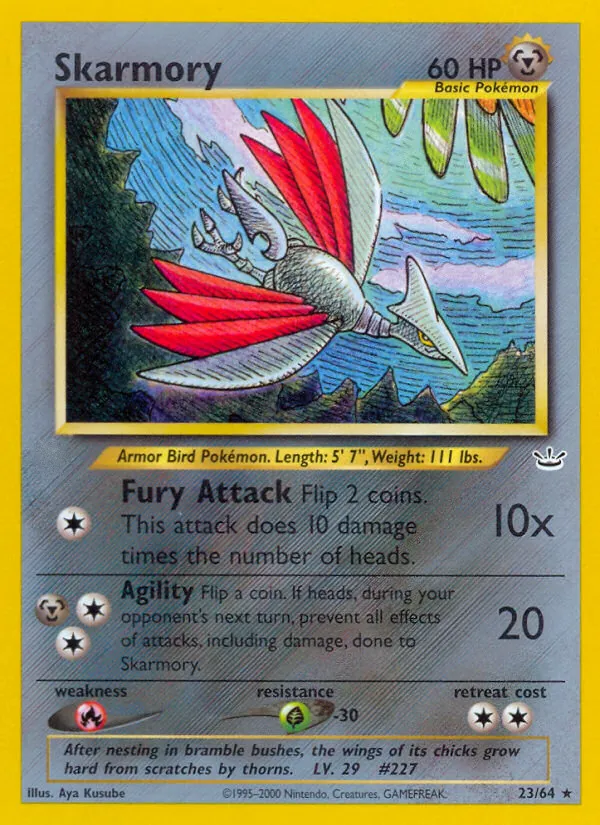 Skarmory
60 HP
Basic Pokémon
Armor Bird Pokémon. Length: 5' 7", Weight: 111 lbs.
Fury Attack Flip 2 coins.
This attack does 10 damage
times the number of heads.
10x
Agility Flip a coin. If heads, during your
opponent's next turn, prevent all effects
of attacks, including damage, done to
Skarmory.
20
weakness
resistance
retreat cost
-30
After nesting in bramble bushes, the wings of its chicks grow
hard from scratches by thorns. LV. 29 #227
Illus. Aya Kusube
©1995–2000 Nintendo, Creatures, GAMEFREAK.
23/64 ★